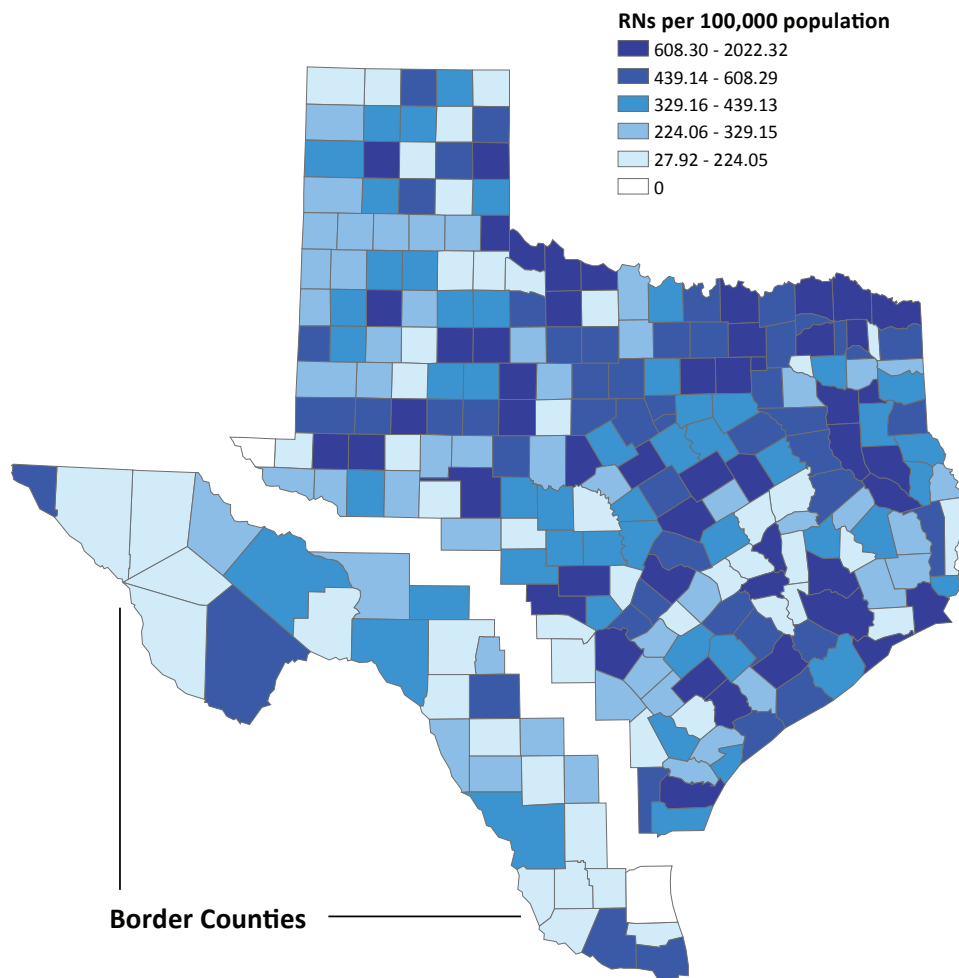 RNs per 100,000 population
608.30 - 2022.32
439.14 - 608.29
329.16 - 439.13
224.06 - 329.15
27.92 - 224.05
0
Border Counties